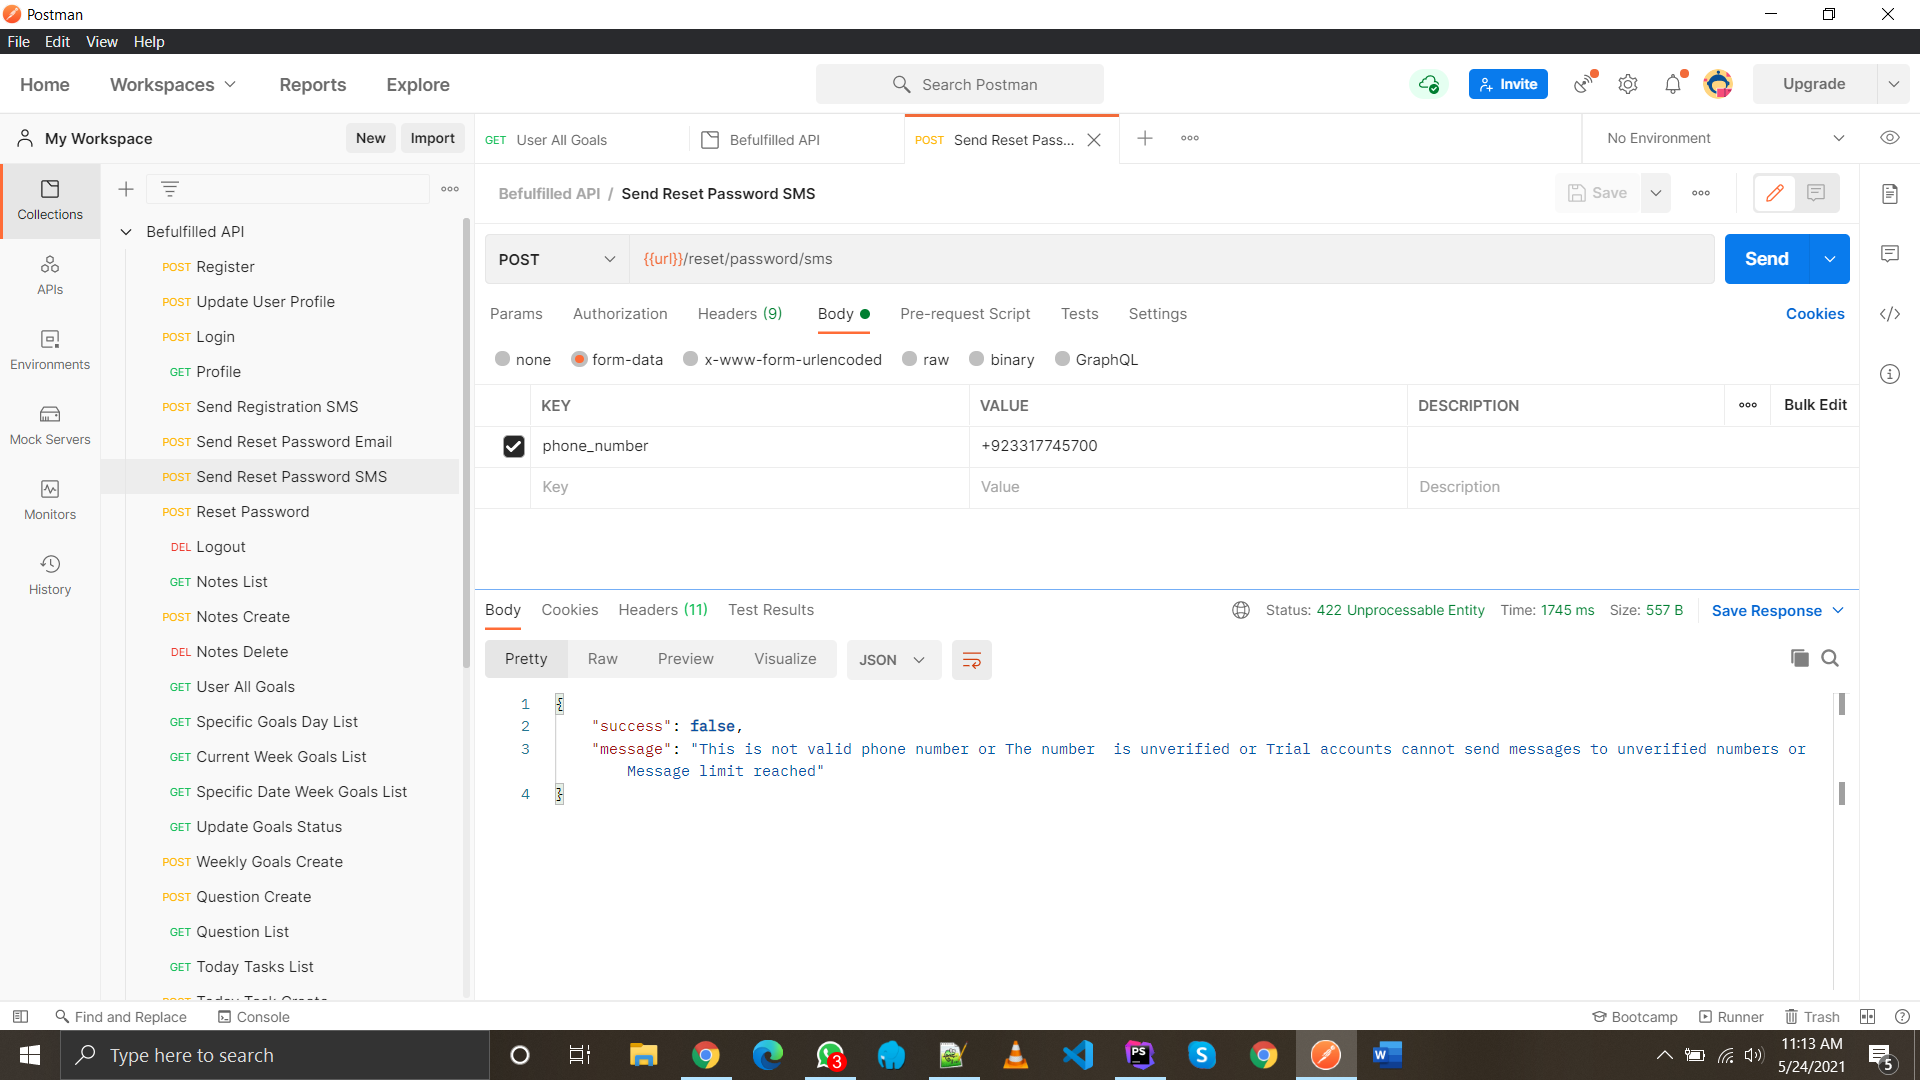 Postman
File Edit View Help
Home Workspaces Reports Explore
Search Postman
Invite
Upgrade
My Workspace
New Import
GET User All Goals
Befulfilled API
POST Send Reset Pass...
No Environment
Collections
APIs
Environments
Mock Servers
Monitors
History
Befulfilled API
POST Register
POST Update User Profile
POST Login
GET Profile
POST Send Registration SMS
POST Send Reset Password Email
POST Send Reset Password SMS
POST Reset Password
DEL Logout
GET Notes List
POST Notes Create
DEL Notes Delete
GET User All Goals
GET Specific Goals Day List
GET Current Week Goals List
GET Specific Date Week Goals List
GET Update Goals Status
POST Weekly Goals Create
POST Question Create
GET Question List
GET Today Tasks List
POST Today Task Create
Befulfilled API / Send Reset Password SMS
Save
POST {{url}}/reset/password/sms
Send
Params Authorization Headers (9) Body Pre-request Script Tests Settings Cookies
none form-data x-www-form-urlencoded raw binary GraphQL
KEY VALUE DESCRIPTION Bulk Edit
phone_number +923317745700
Key Value Description
Body Cookies Headers (11) Test Results
Status: 422 Unprocessable Entity Time: 1745 ms Size: 557 B Save Response
Pretty Raw Preview Visualize JSON
1 {
2 "success": false,
3 "message": "This is not valid phone number or The number  is unverified or Trial accounts cannot send messages to unverified numbers or
Message limit reached"
4 }
Find and Replace Console
Bootcamp Runner Trash
Type here to search
3
PS
S
W
11:13 AM
5/24/2021
5